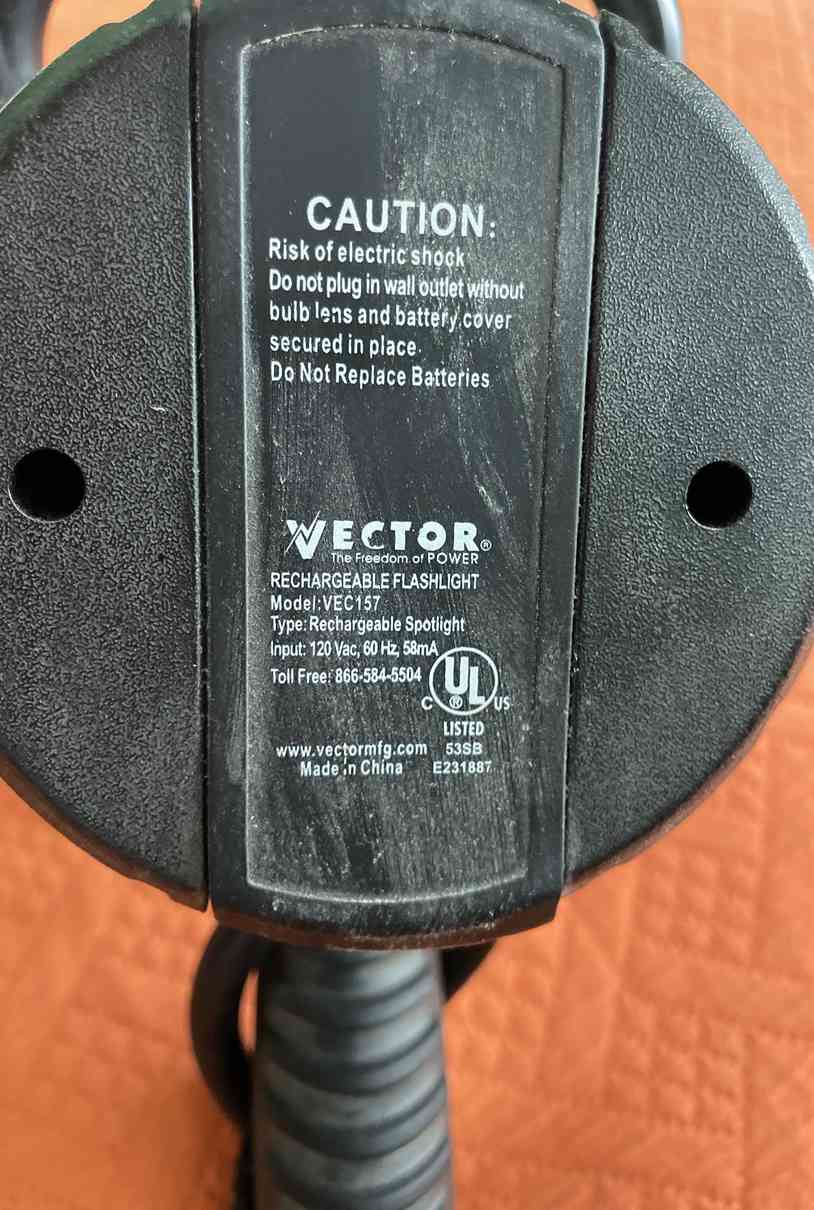 CAUTION:
Risk of electric shock
Do not plug in wall outlet without
bulb lens and battery cover
secured in place.
Do Not Replace Batteries
VECTOR®
The Freedom of POWER
RECHARGEABLE FLASHLIGHT
Model:VEC157
Type: Rechargeable Spotlight
Input: 120 Vac, 60 Hz, 58mA
Toll Free: 866-584-5504
C UL® US
LISTED
www.vectormfg.com 53SB
Made in China E231887